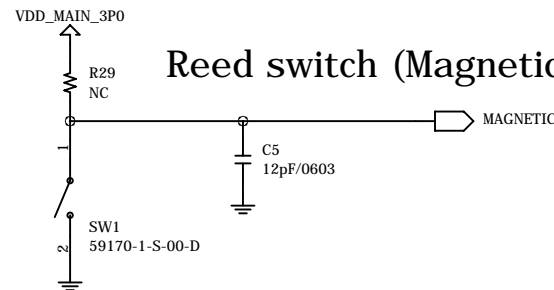 VDD_MAIN_3P0
Reed switch (Magnetic
R29
NC
MAGNETIC
1
C5
12pF/0603
SW1
59170-1-S-00-D
2